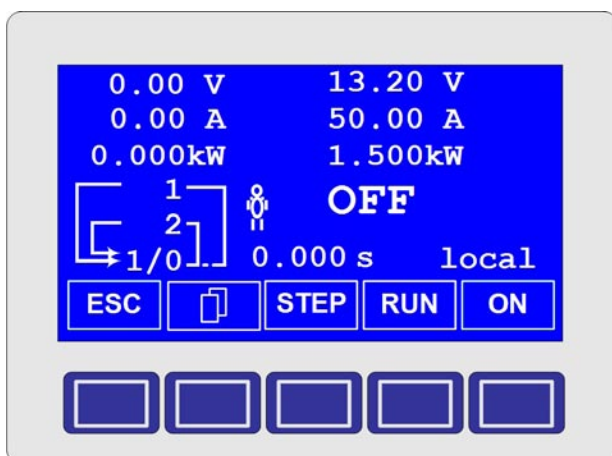 0.00 V 13.20 V
0.00 A 50.00 A
0.000kW 1.500kW
1 OFF
2
1/0 0.000 s local
ESC STEP RUN ON